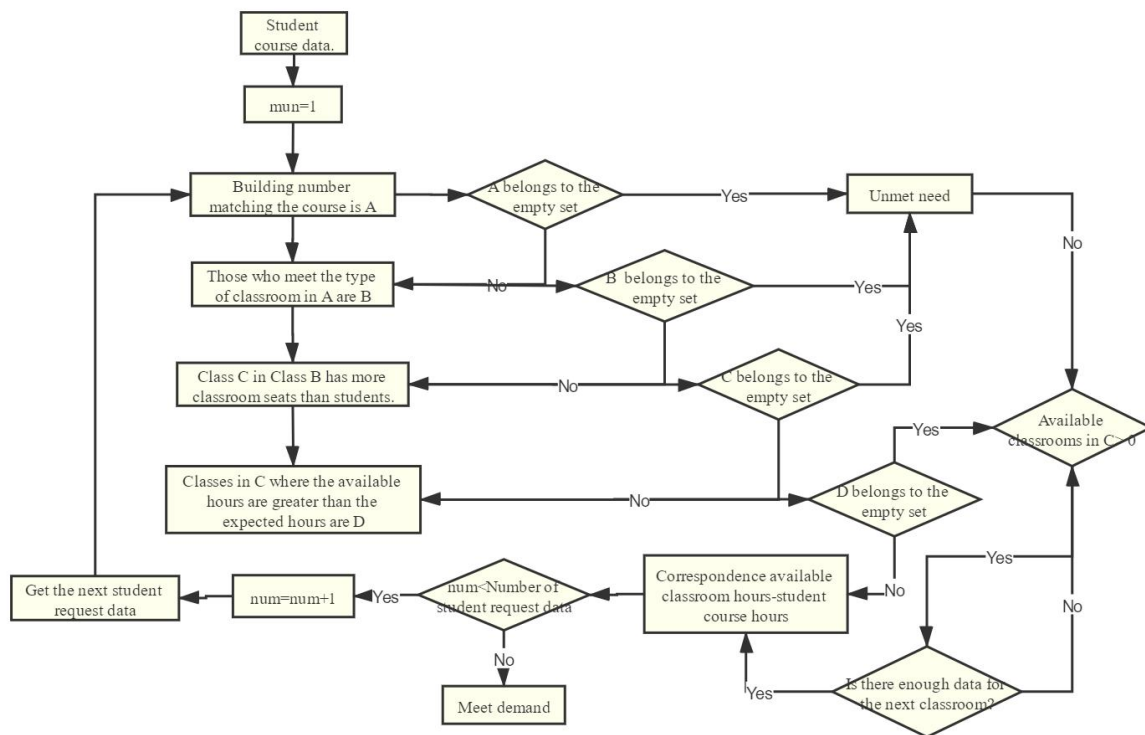 Student
course data.
mun=1
Building number
matching the course is A
A belongs to the
empty set
Yes
Unmet need
No
Those who meet the type
of classroom in A are B
No
B belongs to the
empty set
Yes
Yes
Class C in Class B has more
classroom seats than students.
No
C belongs to the
empty set
Available
classrooms in C>0
Yes
Classes in C where the available
hours are greater than the
expected hours are D
No
D belongs to the
empty set
Yes
No
No
Get the next student
request data
num=num+1
Yes
num<Number of
student request data
Correspondence available
classroom hours-student
course hours
No
Meet demand
Yes
Is there enough data for
the next classroom?